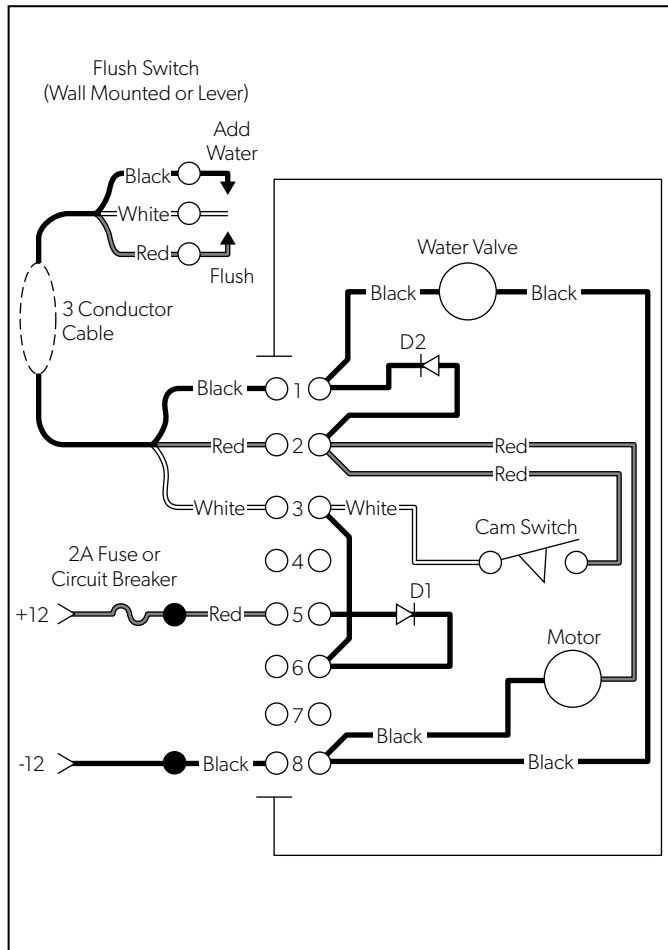 Flush Switch
(Wall Mounted or Lever)
Add
Water
Black
White
Red
Flush
3 Conductor
Cable
Water Valve
Black
Black
D2
Black
1
Red
2
Red
Red
White
3
White
Cam Switch
4
2A Fuse or
Circuit Breaker
+12
Red
5
D1
6
Motor
7
Black
-12
Black
8
Black